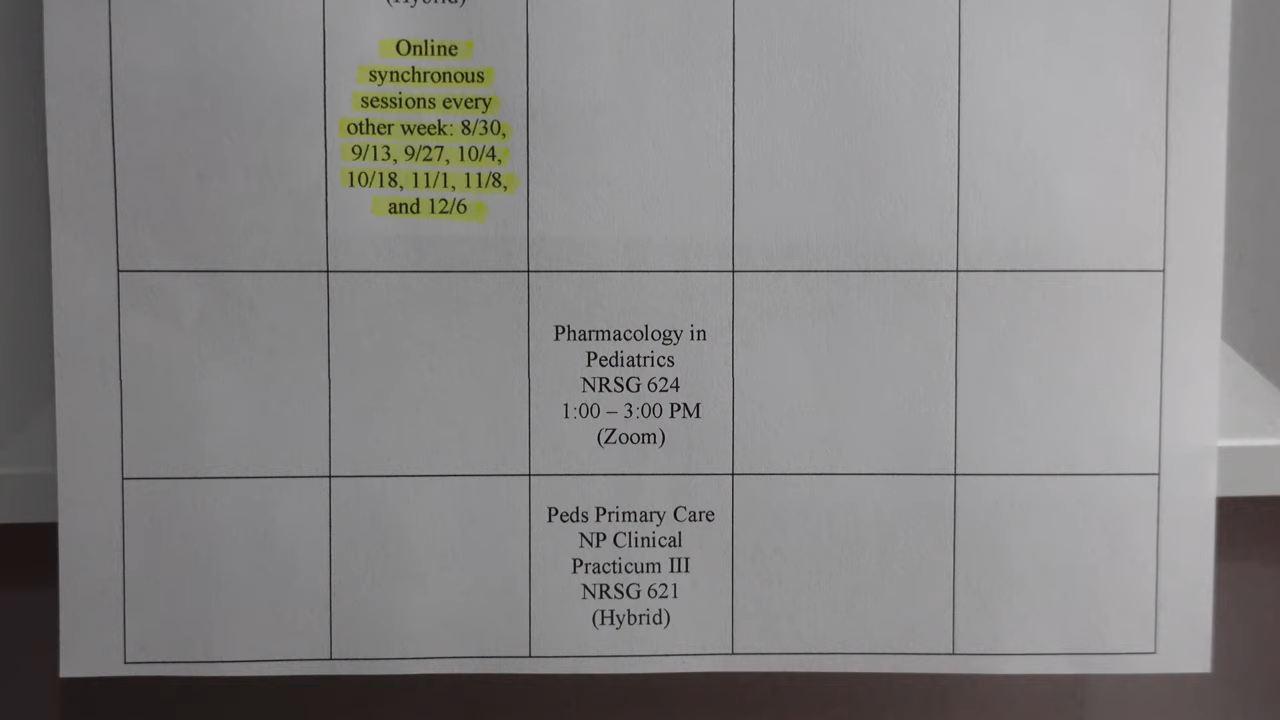 (Hybrid)
Online
synchronous
sessions every
other week: 8/30,
9/13, 9/27, 10/4,
10/18, 11/1, 11/8,
and 12/6
Pharmacology in
Pediatrics
NRSG 624
1:00 – 3:00 PM
(Zoom)
Peds Primary Care
NP Clinical
Practicum III
NRSG 621
(Hybrid)